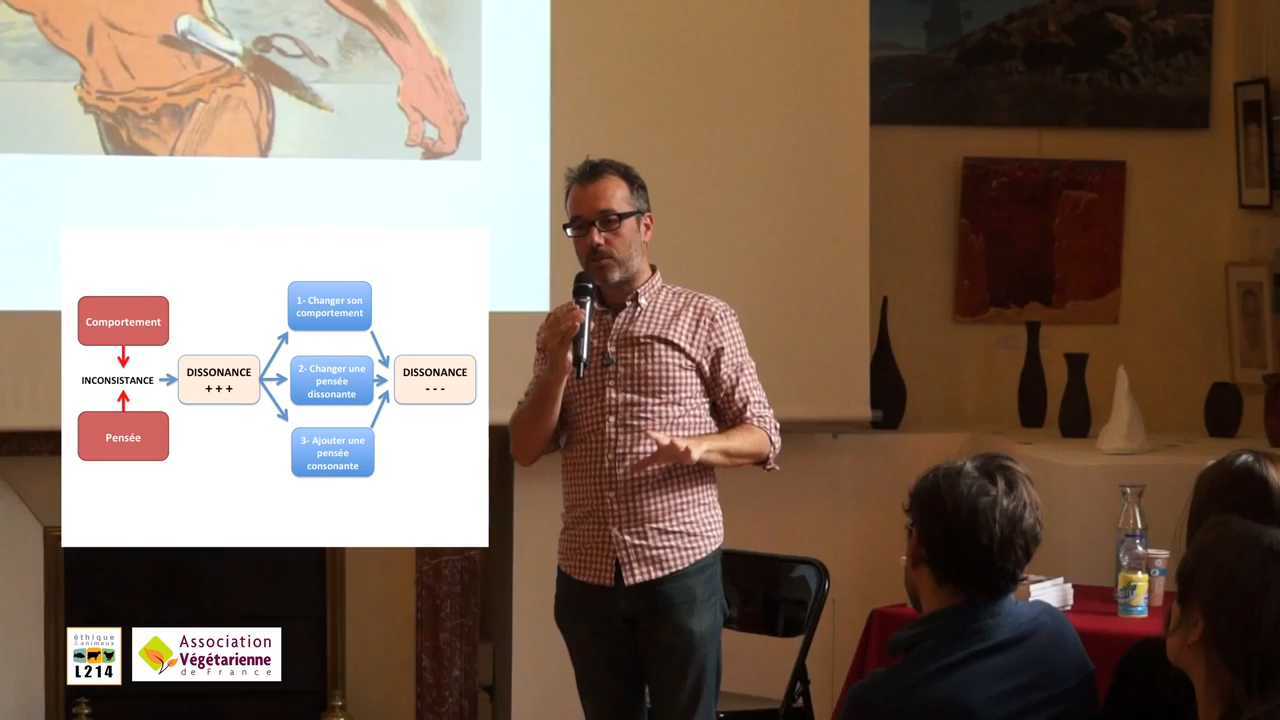 Comportement
INCONSISTANCE
Pensée
DISSONANCE
+ + +
1- Changer son
comportement
2- Changer une
pensée
dissonante
3- Ajouter une
pensée
consonante
DISSONANCE
- - -
éthique
& animaux
L214
Association
Végétarienne
de France